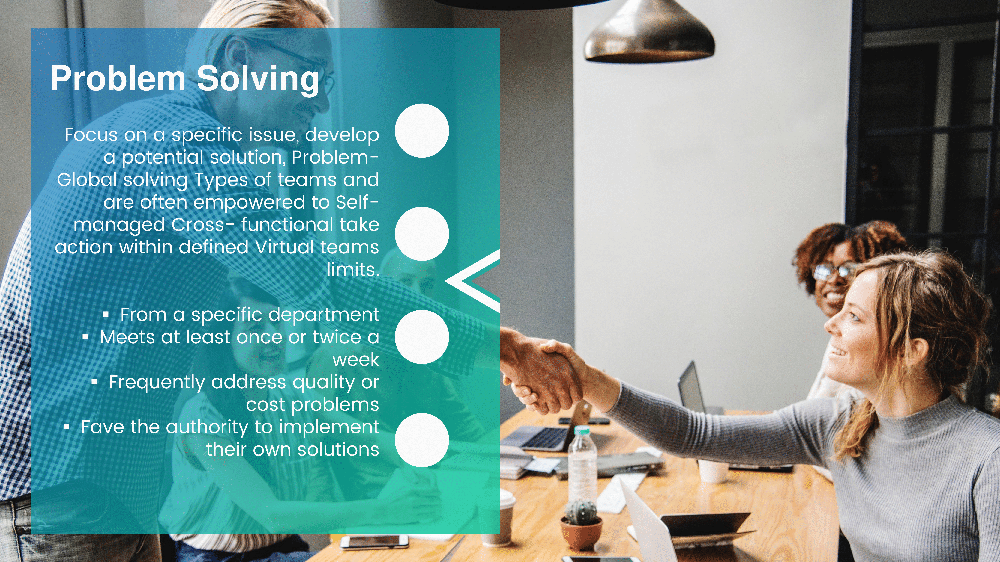 Problem Solving
Focus on a specific issue, develop
a potential solution, Problem-
Global solving Types of teams and
are often empowered to Self-
managed Cross- functional take
action within defined Virtual teams
limits.
▪ From a specific department
▪ Meets at least once or twice a
week
▪ Frequently address quality or
cost problems
▪ Fave the authority to implement
their own solutions